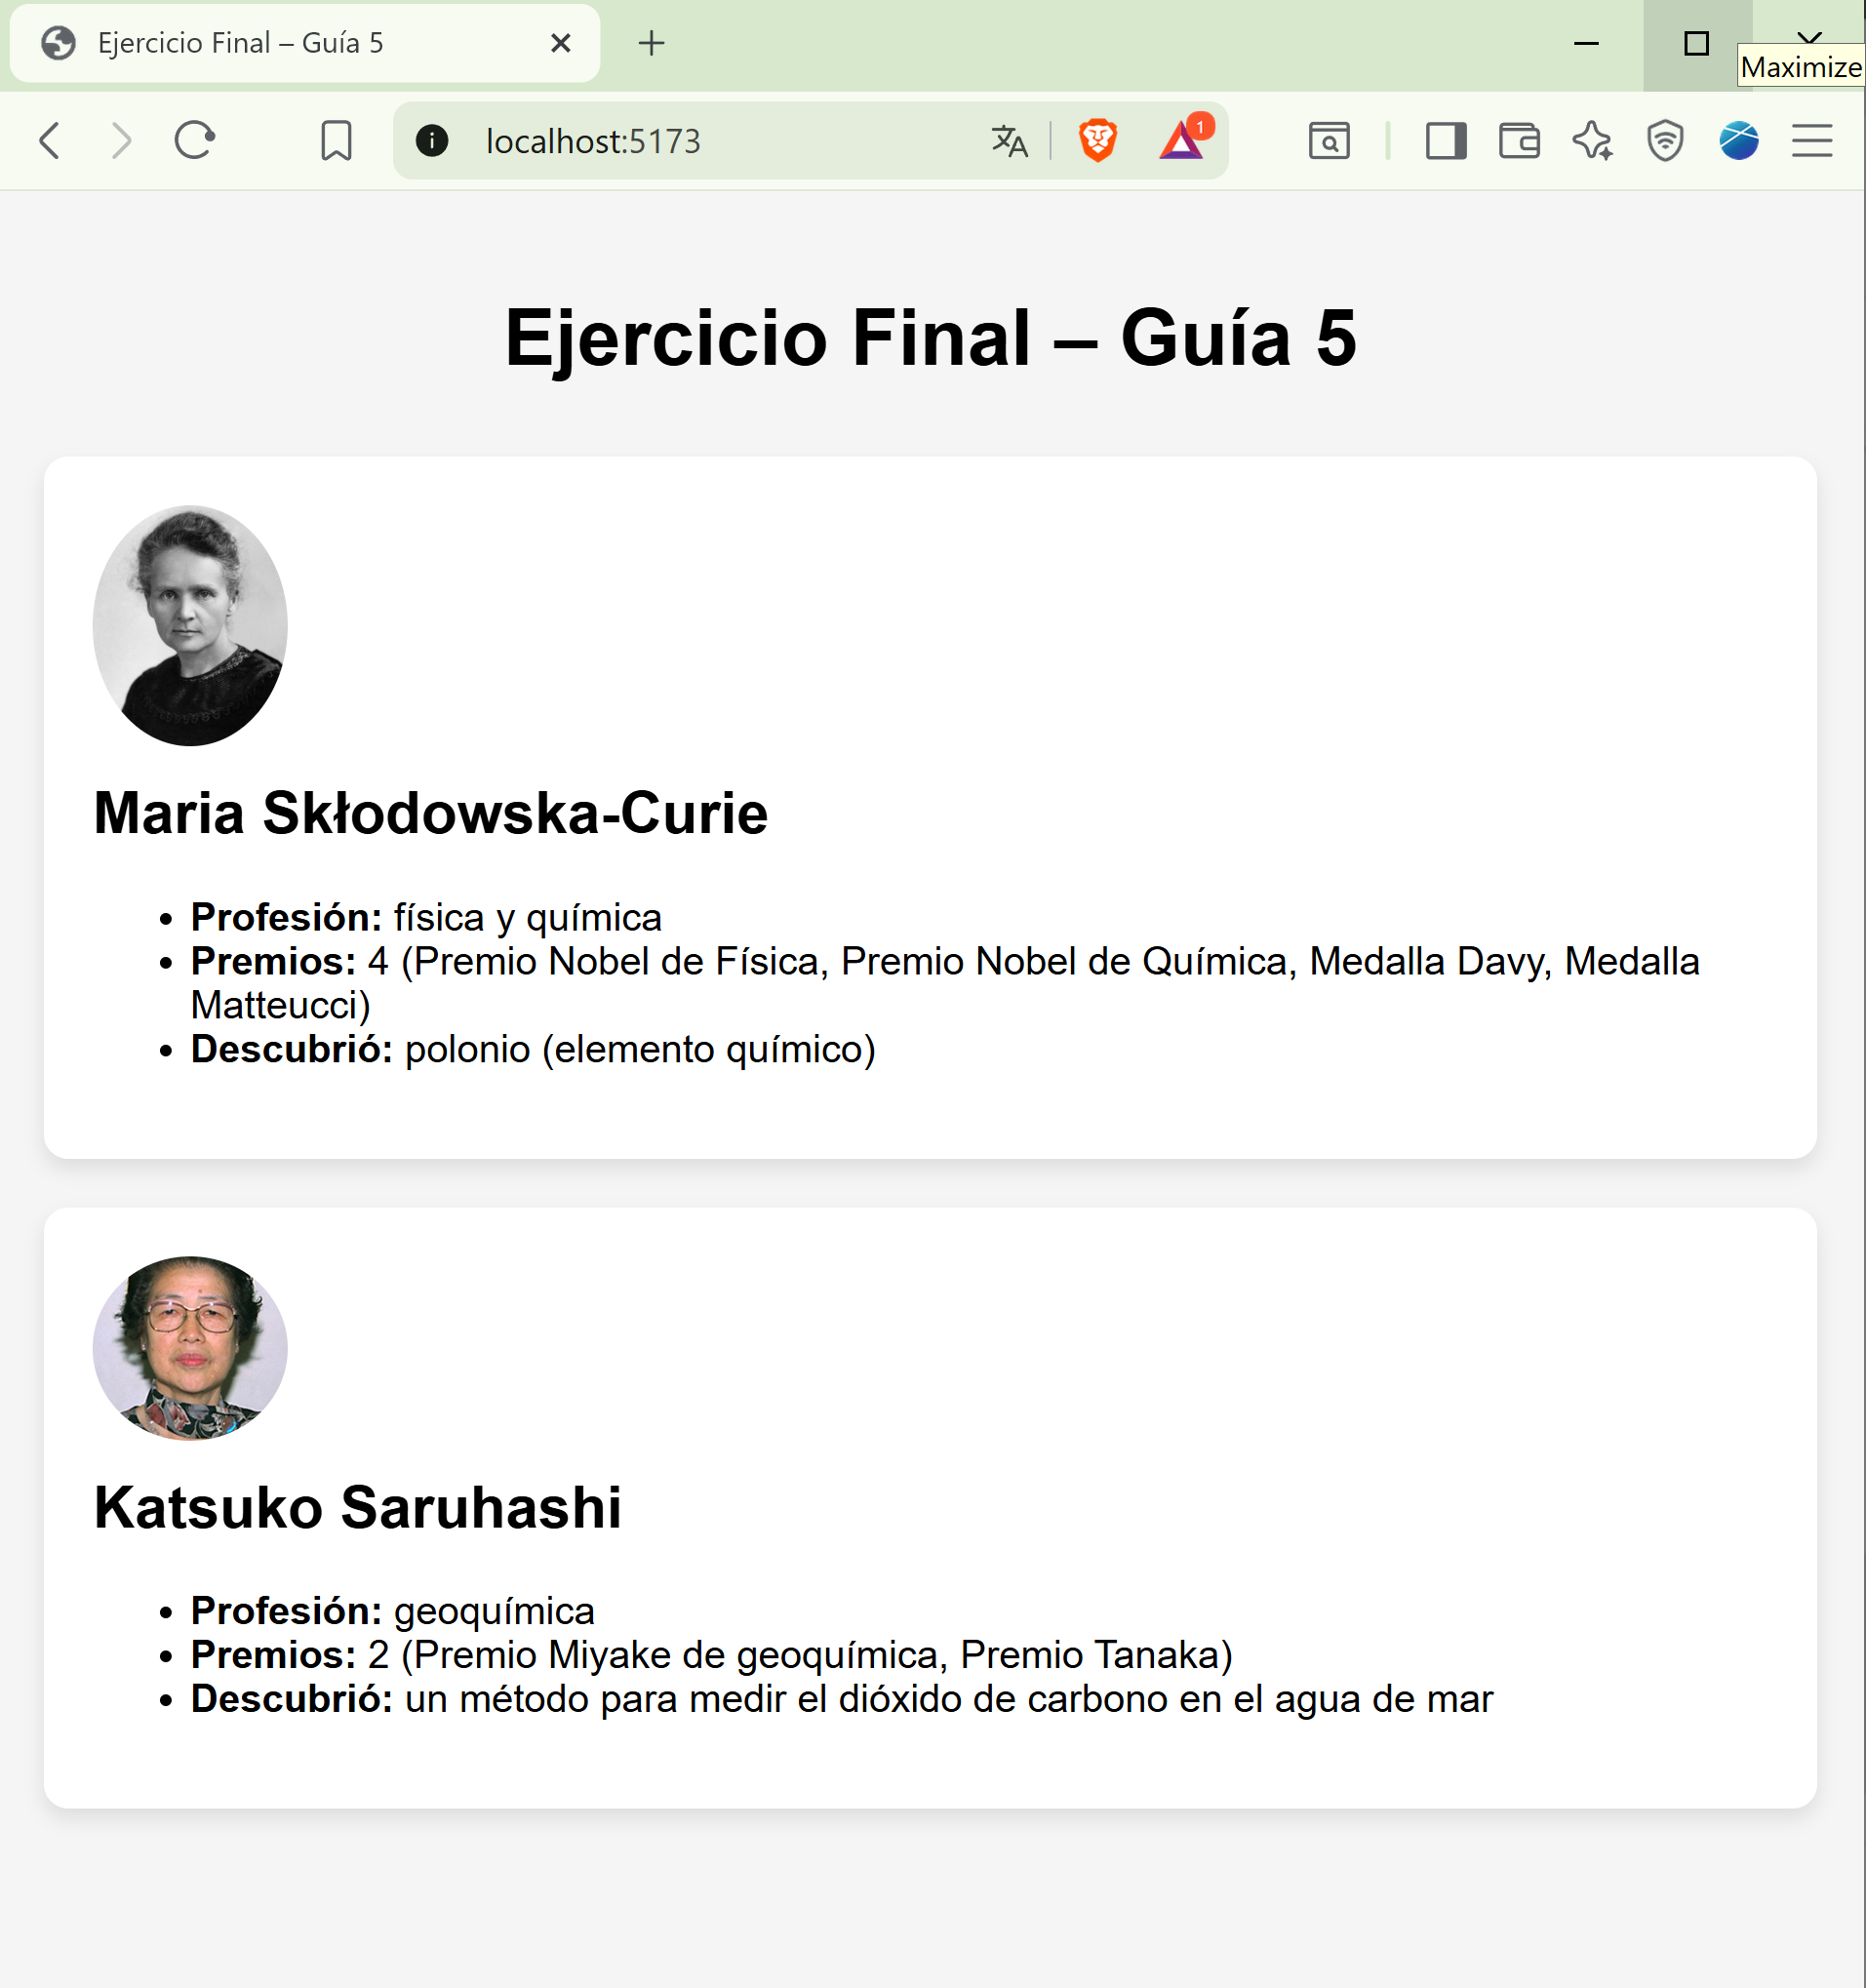 Ejercicio Final – Guía 5
Maximize
localhost:5173
1
Ejercicio Final – Guía 5
Maria Skłodowska-Curie
Profesión: física y química
Premios: 4 (Premio Nobel de Física, Premio Nobel de Química, Medalla Davy, Medalla
Matteucci)
Descubrió: polonio (elemento químico)
Katsuko Saruhashi
Profesión: geoquímica
Premios: 2 (Premio Miyake de geoquímica, Premio Tanaka)
Descubrió: un método para medir el dióxido de carbono en el agua de mar